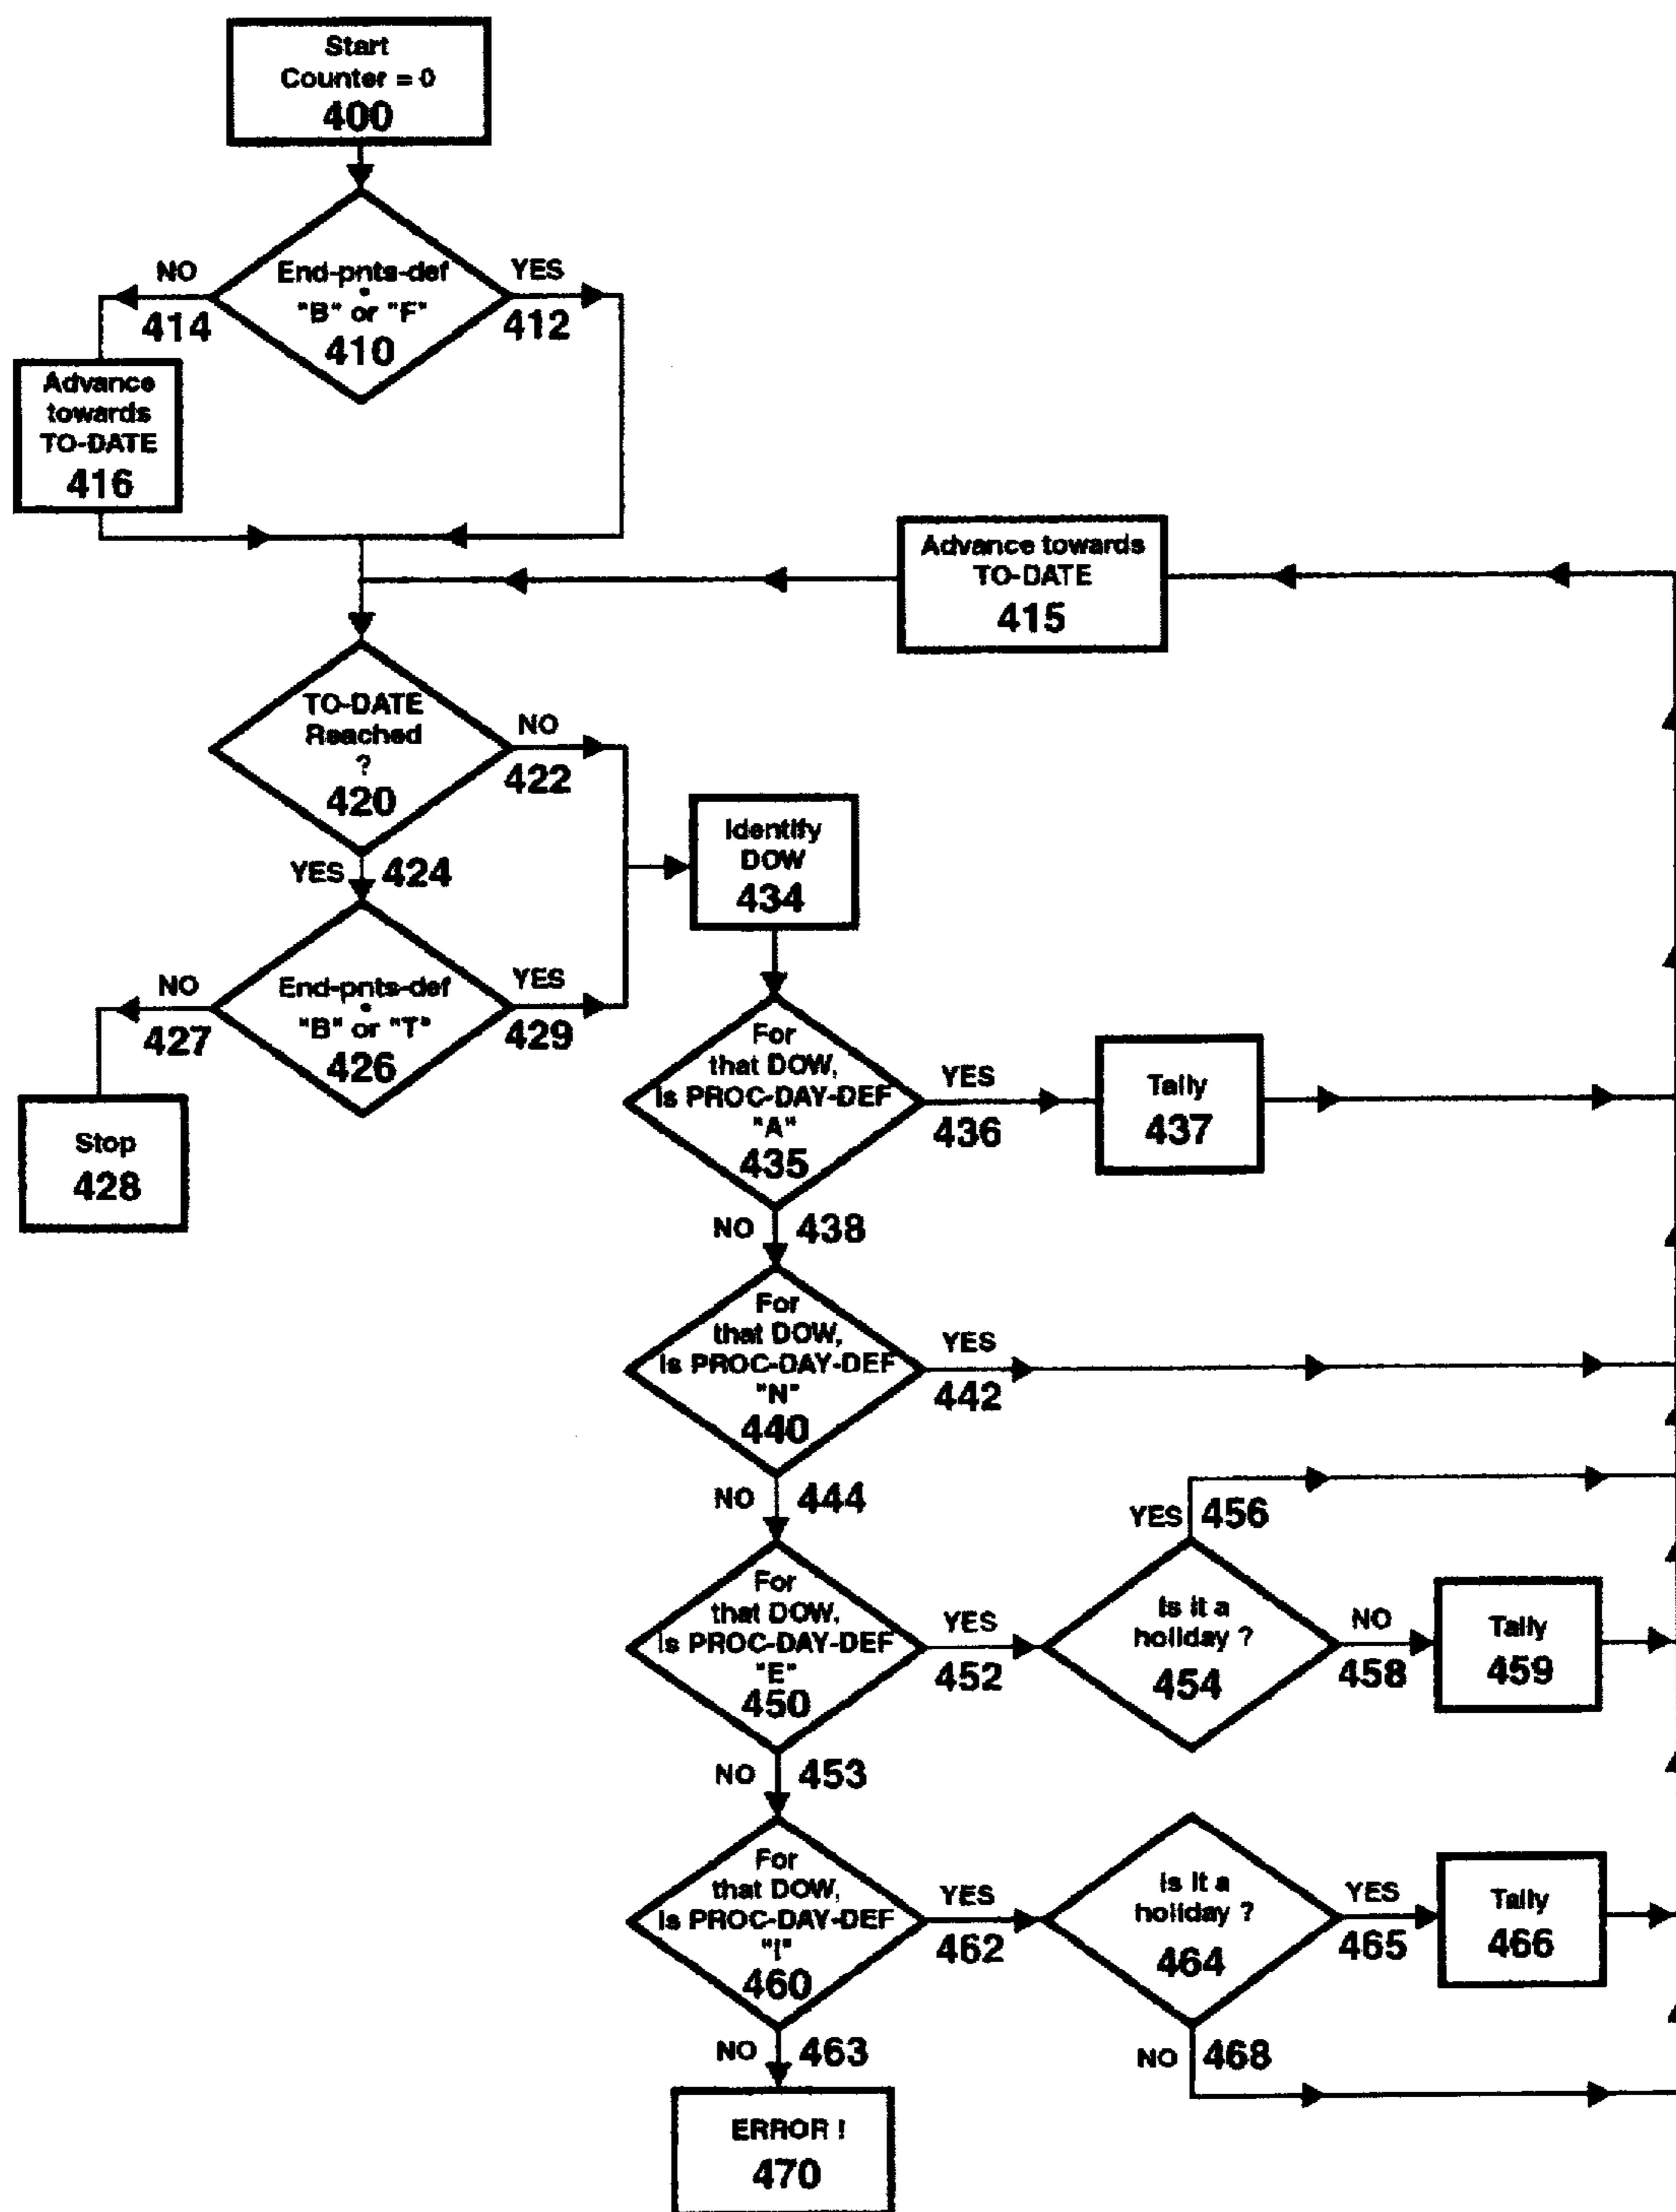 Start
Counter = 0
400
End-pnts-def
=
"B" or "F"
410
NO
414
YES
412
Advance
towards
TO-DATE
416
Advance towards
TO-DATE
415
TO-DATE
Reached
?
420
NO
422
YES 424
Identify
DOW
434
End-pnts-def
=
"B" or "T"
426
NO
427
YES
429
Stop
428
For
that DOW,
is PROC-DAY-DEF
"A"
435
YES
436
Tally
437
NO 438
For
that DOW,
is PROC-DAY-DEF
"N"
440
YES
442
NO 444
For
that DOW,
is PROC-DAY-DEF
"E"
450
YES
452
Is it a
holiday ?
454
YES 456
NO
458
Tally
459
NO 453
For
that DOW,
is PROC-DAY-DEF
"I"
460
YES
462
Is it a
holiday ?
464
YES
465
Tally
466
NO 468
NO 463
ERROR !
470